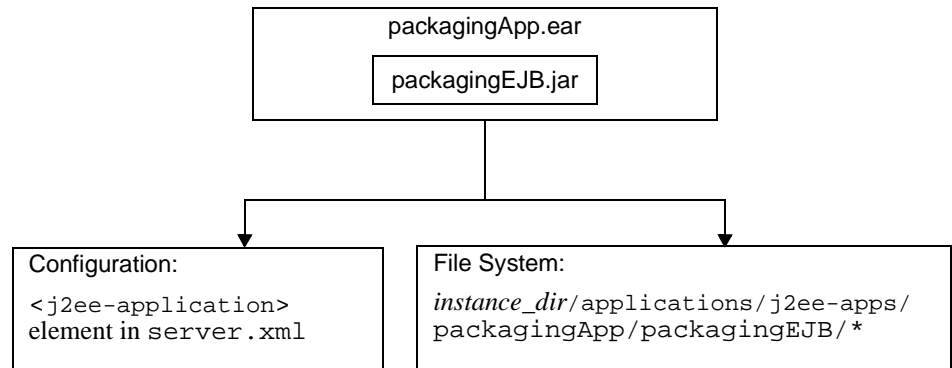 packagingApp.ear
packagingEJB.jar
Configuration:
<j2ee-application>
element in server.xml
File System:
instance_dir/applications/j2ee-apps/
packagingApp/packagingEJB/*